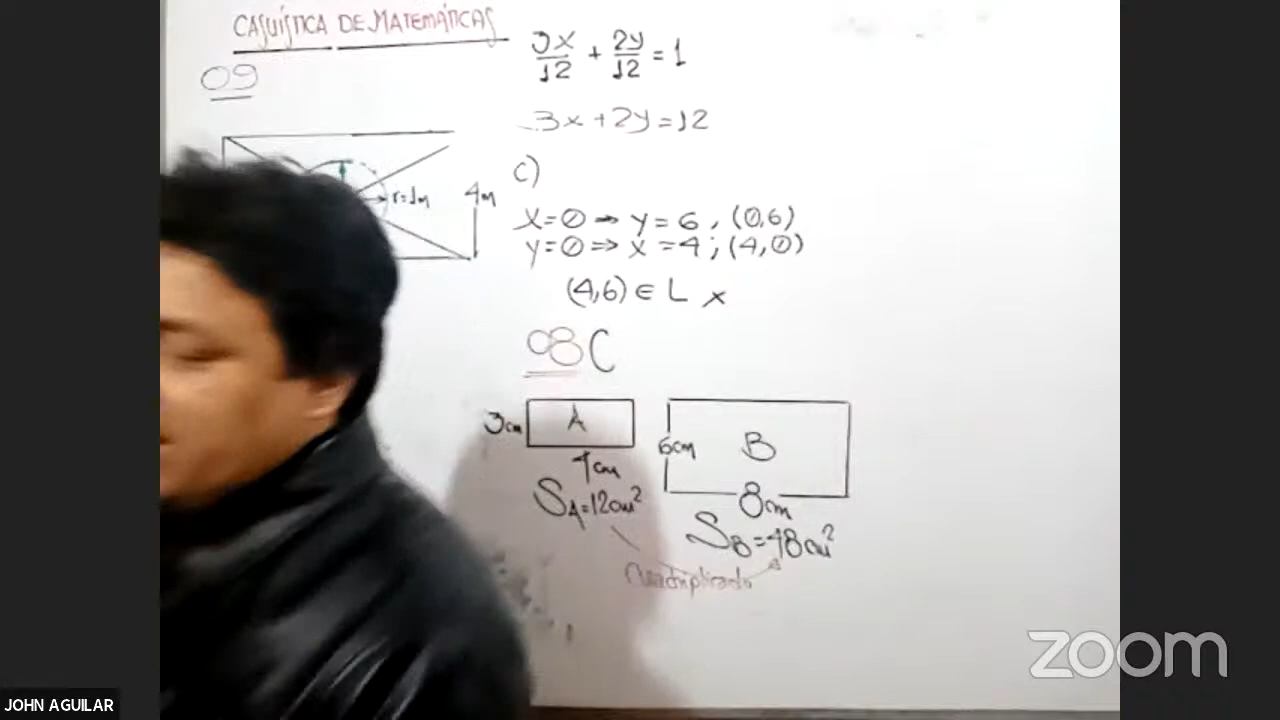 CASUÍSTICA DE MATEMÁTICAS
09
r=1m
4m
3x/12 + 2y/12 = 1
3x+2y=12
c)
x=0 → y=6, (0,6)
y=0 ⇒ x=4; (4,0)
(4,6) ∈ L x
08 C
3cm
A
4cm
S_A=12cm²
6cm
B
8cm
S_B=48cm²
Cuadruplicado
JOHN AGUILAR
zoom